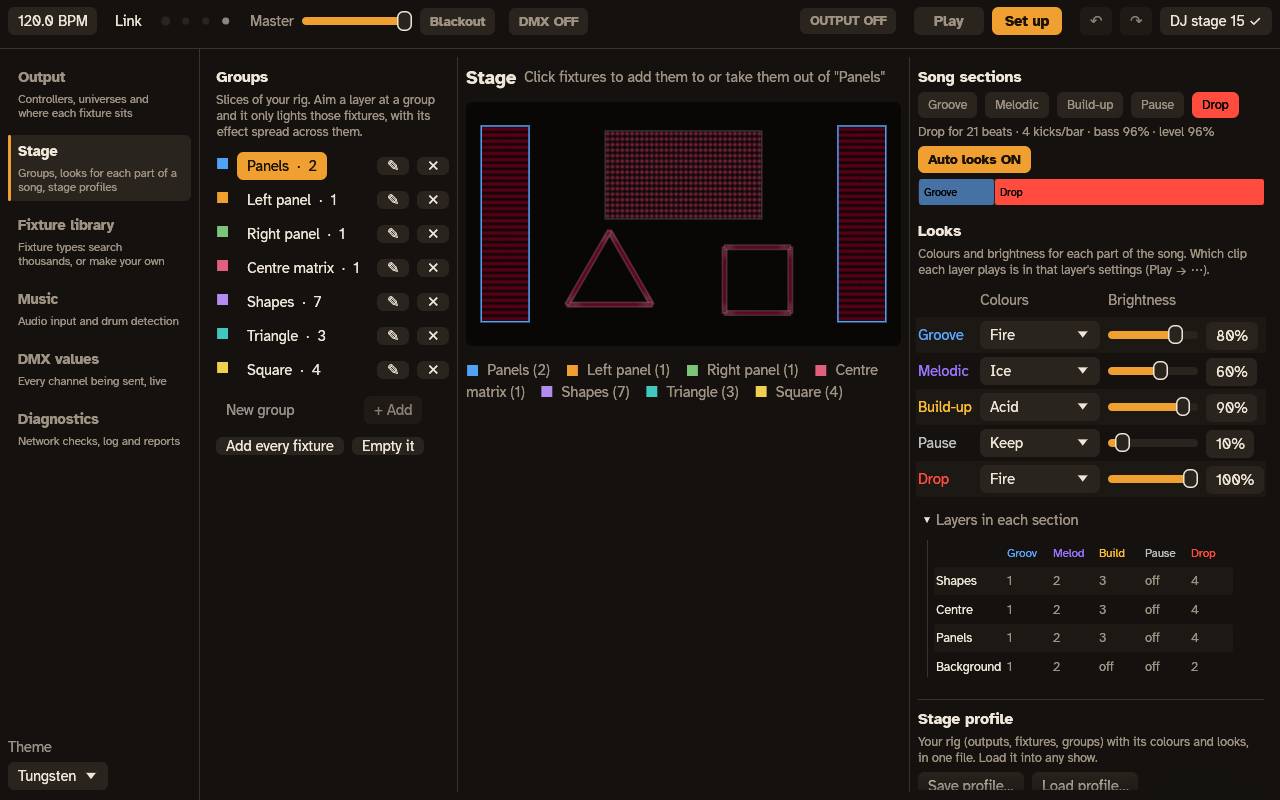 120.0 BPM Link Master Blackout DMX OFF OUTPUT OFF Play Set up ↶ ↷ DJ stage 15 ✓
Output
Controllers, universes and
where each fixture sits
Stage
Groups, looks for each part of a
song, stage profiles
Fixture library
Fixture types: search
thousands, or make your own
Music
Audio input and drum detection
DMX values
Every channel being sent, live
Diagnostics
Network checks, log and reports
Theme
Tungsten
Groups
Slices of your rig. Aim a layer at a group
and it only lights those fixtures, with its
effect spread across them.
Panels · 2 ✎ ✕
Left panel · 1 ✎ ✕
Right panel · 1 ✎ ✕
Centre matrix · 1 ✎ ✕
Shapes · 7 ✎ ✕
Triangle · 3 ✎ ✕
Square · 4 ✎ ✕
New group + Add
Add every fixture Empty it
Stage Click fixtures to add them to or take them out of "Panels"
Panels (2) Left panel (1) Right panel (1) Centre
matrix (1) Shapes (7) Triangle (3) Square (4)
Song sections
Groove Melodic Build-up Pause Drop
Drop for 21 beats · 4 kicks/bar · bass 96% · level 96%
Auto looks ON
Groove Drop
Looks
Colours and brightness for each part of the song. Which clip
each layer plays is in that layer's settings (Play → ···).
Colours Brightness
Groove Fire 80%
Melodic Ice 60%
Build-up Acid 90%
Pause Keep 10%
Drop Fire 100%
▾ Layers in each section
Groov Melod Build Pause Drop
Shapes 1 2 3 off 4
Centre 1 2 3 off 4
Panels 1 2 3 off 4
Background 1 2 off off 2
Stage profile
Your rig (outputs, fixtures, groups) with its colours and looks,
in one file. Load it into any show.
Save profile... Load profile...